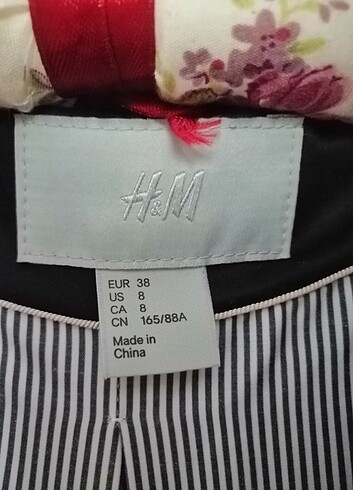 H&M
EUR 38
US 8
CA 8
CN 165/88A
Made in
China